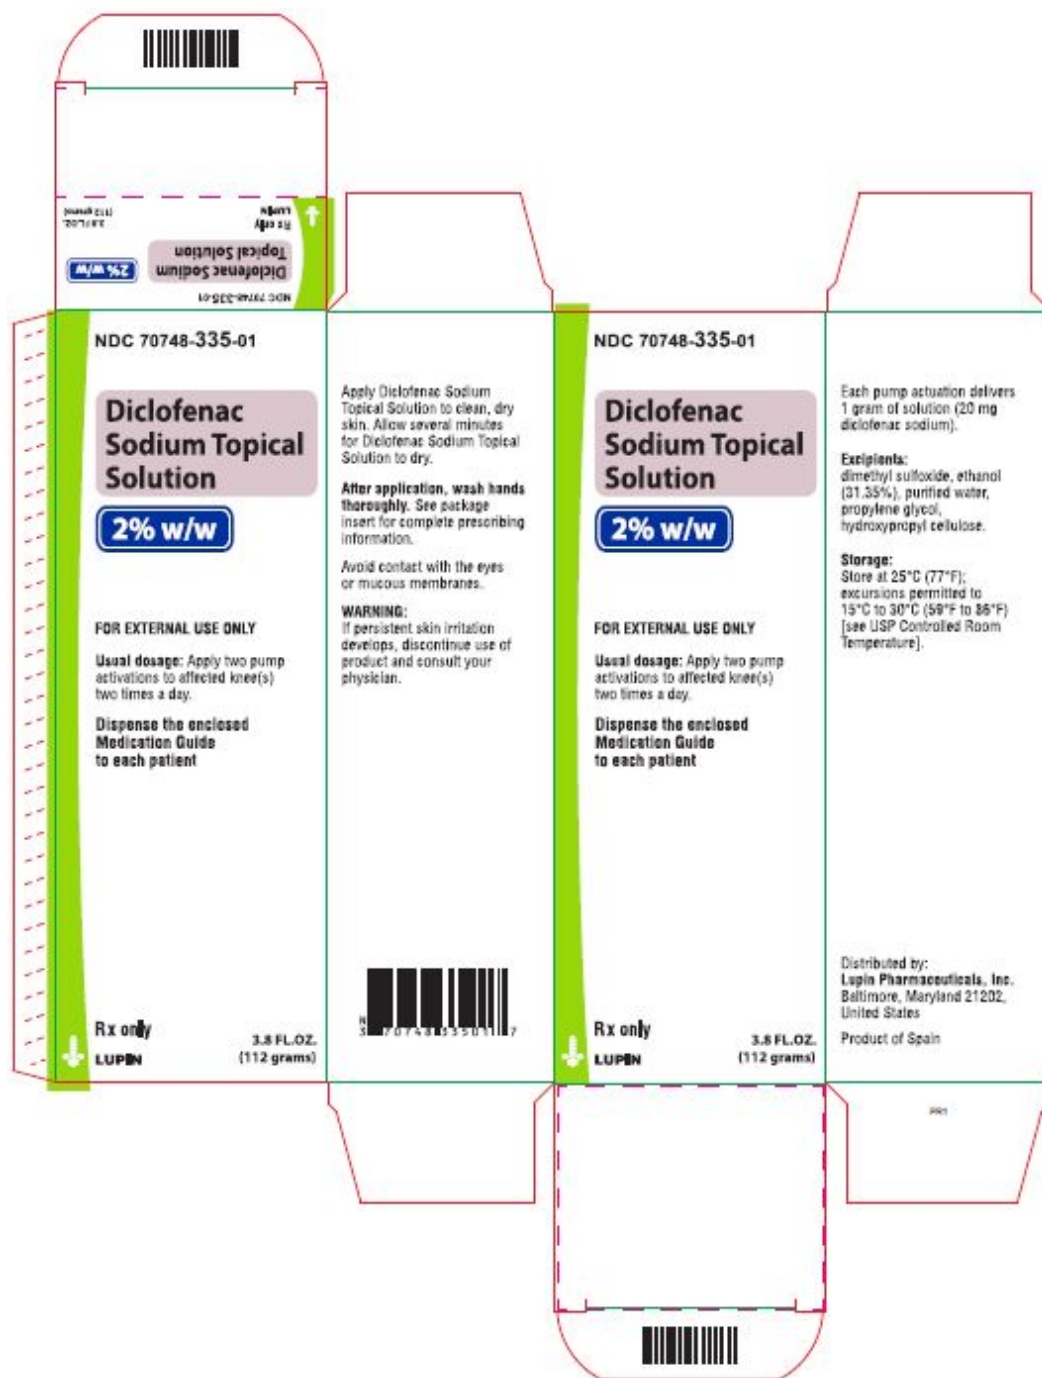 LUPIN
Rx only
3.8 FL.OZ.
(112 grams)
Diclofenac Sodium
Topical Solution
2% w/w
NDC 70748-335-01
NDC 70748-335-01
Diclofenac
Sodium Topical
Solution
2% w/w
FOR EXTERNAL USE ONLY
Usual dosage: Apply two pump
activations to affected knee(s)
two times a day.
Dispense the enclosed
Medication Guide
to each patient
Rx only
LUPIN
3.8 FL.OZ.
(112 grams)
Apply Diclofenac Sodium
Topical Solution to clean, dry
skin. Allow several minutes
for Diclofenac Sodium Topical
Solution to dry.
After application, wash hands
thoroughly. See package
insert for complete prescribing
information.
Avoid contact with the eyes
or mucous membranes.
WARNING:
If persistent skin irritation
develops, discontinue use of
product and consult your
physician.
N
3 70748 33501 7
NDC 70748-335-01
Diclofenac
Sodium Topical
Solution
2% w/w
FOR EXTERNAL USE ONLY
Usual dosage: Apply two pump
activations to affected knee(s)
two times a day.
Dispense the enclosed
Medication Guide
to each patient
Rx only
LUPIN
3.8 FL.OZ.
(112 grams)
Each pump actuation delivers
1 gram of solution (20 mg
diclofenac sodium).
Excipients:
dimethyl sulfoxide, ethanol
(31.35%), purified water,
propylene glycol,
hydroxypropyl cellulose.
Storage:
Store at 25°C (77°F);
excursions permitted to
15°C to 30°C (59°F to 86°F)
[see USP Controlled Room
Temperature].
Distributed by:
Lupin Pharmaceuticals, Inc.
Baltimore, Maryland 21202,
United States
Product of Spain